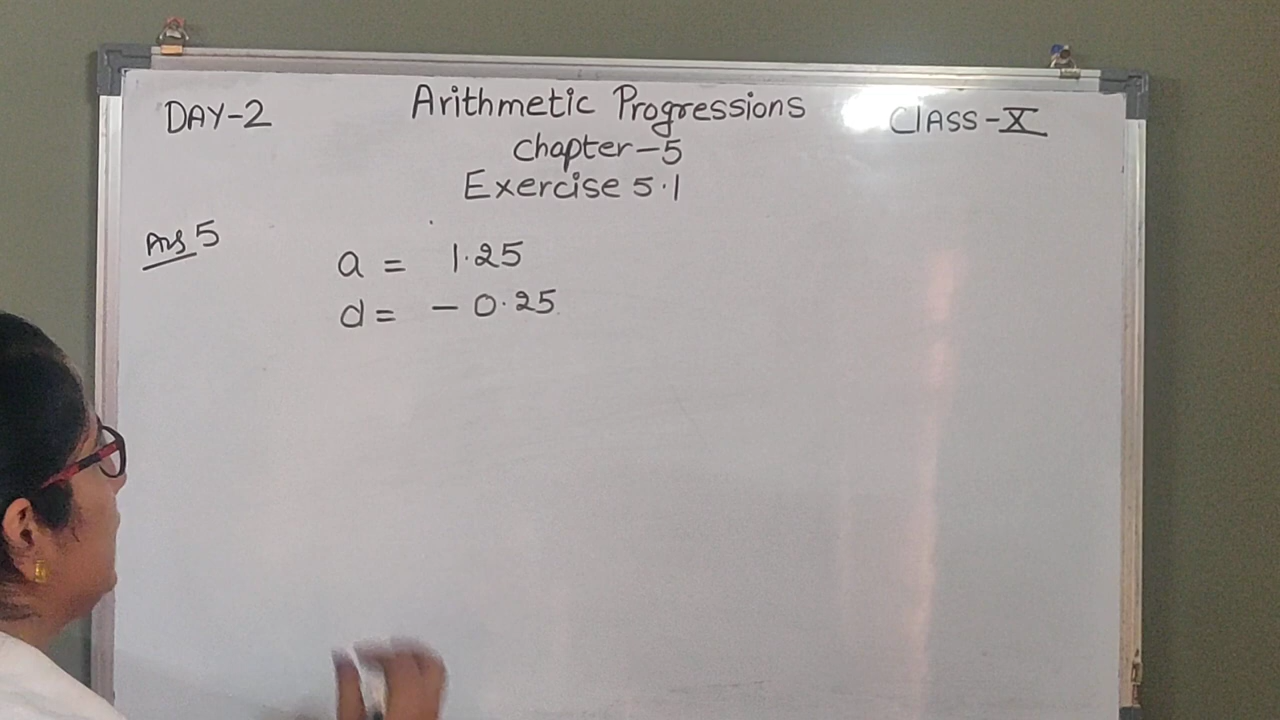 DAY-2
Arithmetic Progressions
CLASS-X
Chapter-5
Exercise 5.1
Ans 5
a = 1.25
d = - 0.25